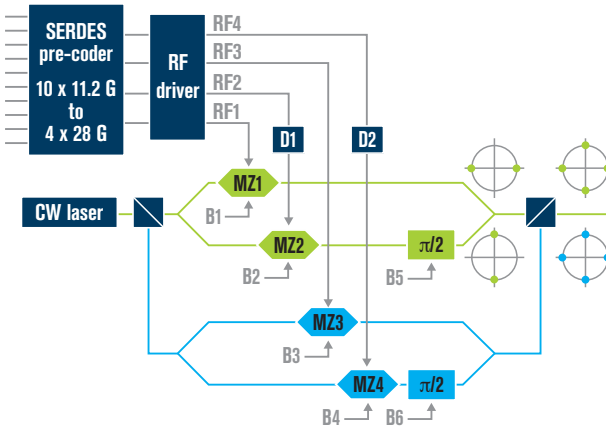 SERDES
pre-coder
10 x 11.2 G
to
4 x 28 G
RF
driver
RF4
RF3
RF2
RF1
D1
D2
MZ1
CW laser
B1
MZ2
π/2
B2
B5
MZ3
B3
MZ4
π/2
B4
B6